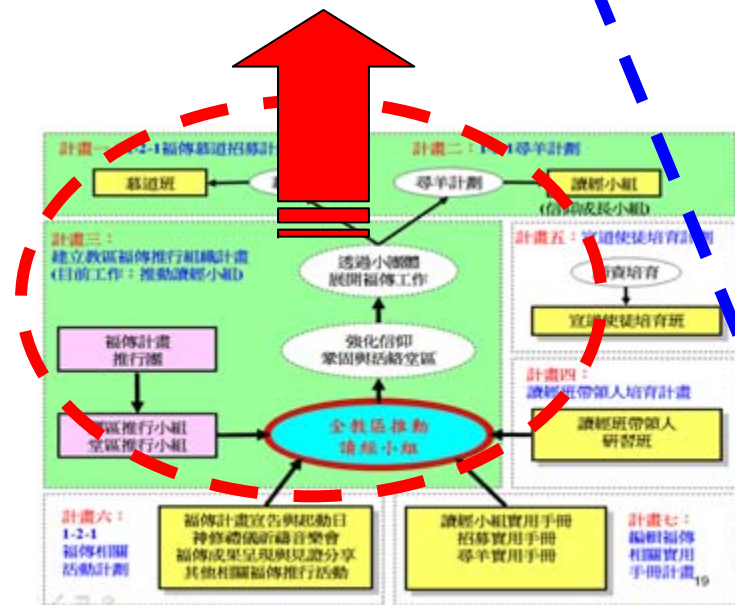 計畫一
-2-1福傳慕道招募計
計畫二：1-
1尋羊計劃
慕道班
尋羊計劃
讀經小組
(信仰成長小組)
計畫三：
建立教區福傳推行組織計畫
(目前工作：推動讀經小組)
透過小團體
展開福傳工作
計畫五：宣道使徒培育計劃
培育
宣道使徒培育班
福傳計畫
推行團
強化信仰
鞏固與活絡堂區
計畫四：
讀經班帶領人培育計畫
區推行小組
堂區推行小組
全教區推動
讀經小組
讀經班帶領人
研習班
計畫六：
1-2-1
福傳相關
活動計劃
福傳計畫宣告與起動日
神修禮儀祈禱音樂會
福傳成果呈現與見證分享
其他相關福傳推行活動
讀經小組實用手冊
招募實用手冊
尋羊實用手冊
計畫七：
編輯福傳
相關實用
手冊計畫
19